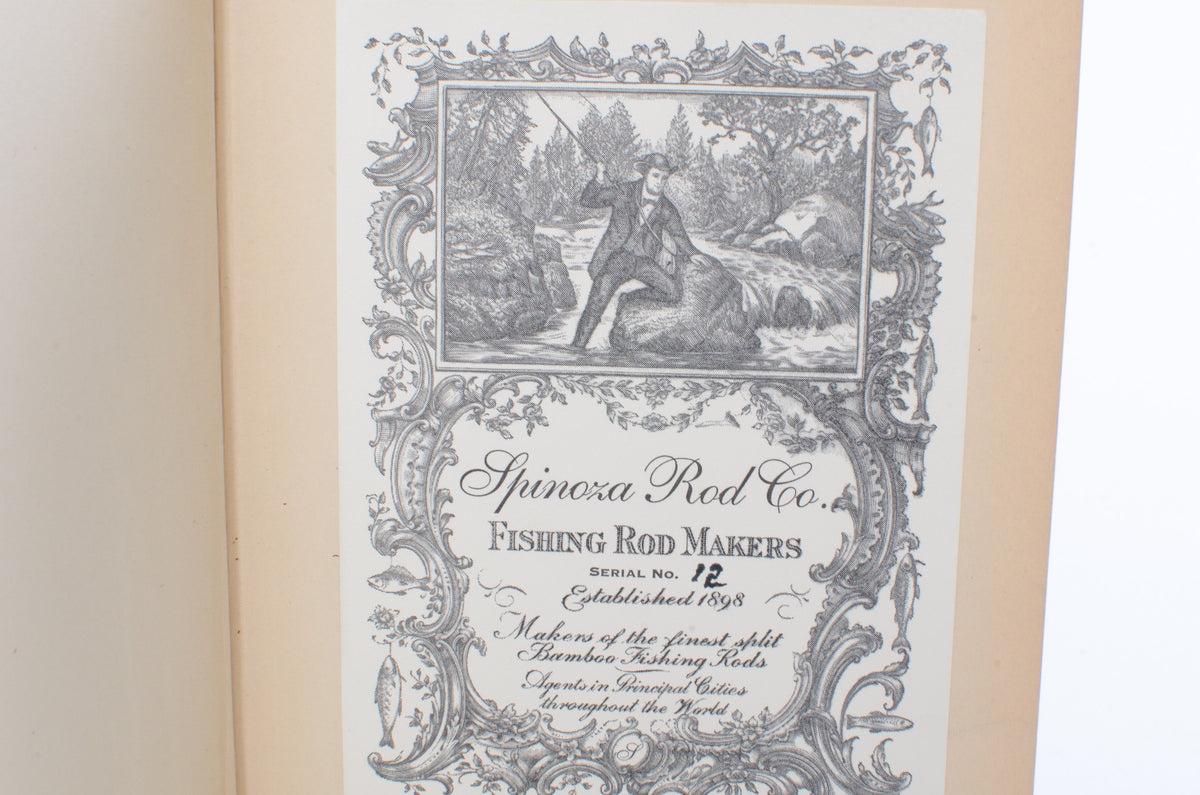 Spinoza Rod Co.
FISHING ROD MAKERS
SERIAL No. 12
Established 1898
Makers of the finest split
Bamboo Fishing Rods
Agents in Principal Cities
throughout the World
S